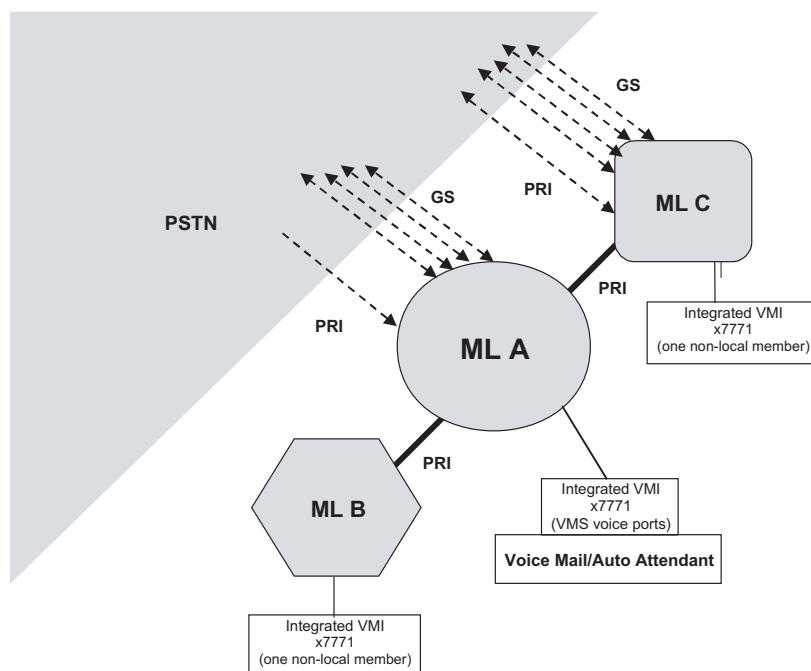 GS
PRI
ML C
PSTN
GS
PRI
PRI
Integrated VMI
x7771
(one non-local member)
ML A
PRI
ML B
Integrated VMI
x7771
(VMS voice ports)
Voice Mail/Auto Attendant
Integrated VMI
x7771
(one non-local member)